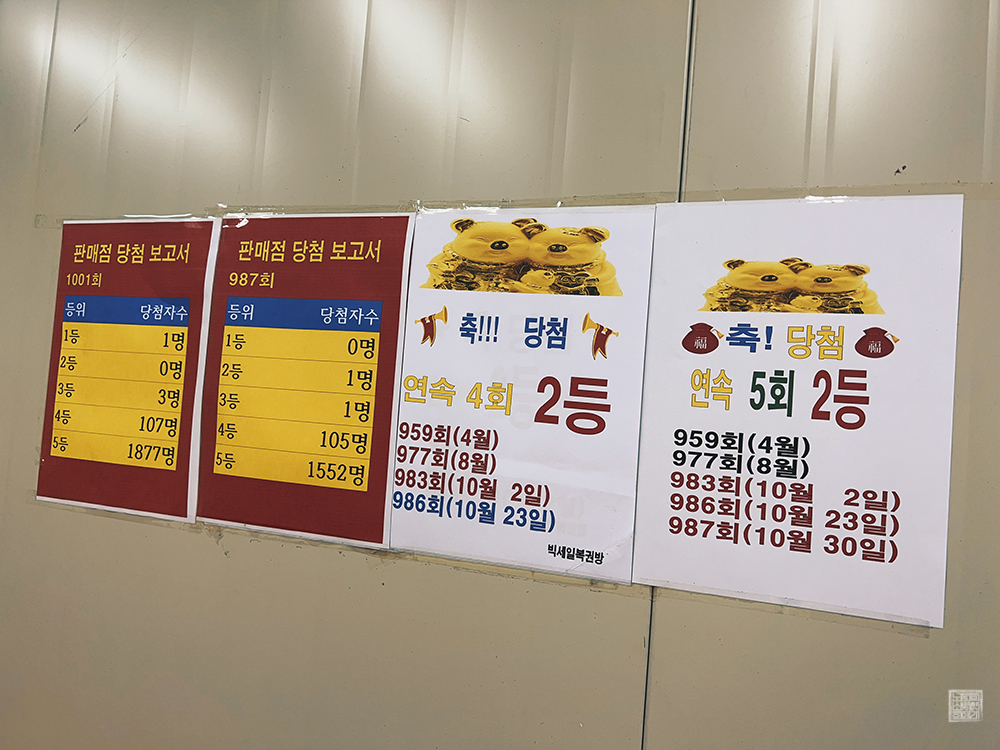 판매점 당첨 보고서
1001회
등위 당첨자수
1등 1명
2등 0명
3등 3명
4등 107명
5등 1877명
판매점 당첨 보고서
987회
등위 당첨자수
1등 0명
2등 1명
3등 1명
4등 105명
5등 1552명
축!!! 당첨
연속 4회 2등
959회(4월)
977회(8월)
983회(10월 2일)
986회(10월 23일)
빅세일복권방
福 축! 당첨 福
연속 5회 2등
959회(4월)
977회(8월)
983회(10월 2일)
986회(10월 23일)
987회(10월 30일)